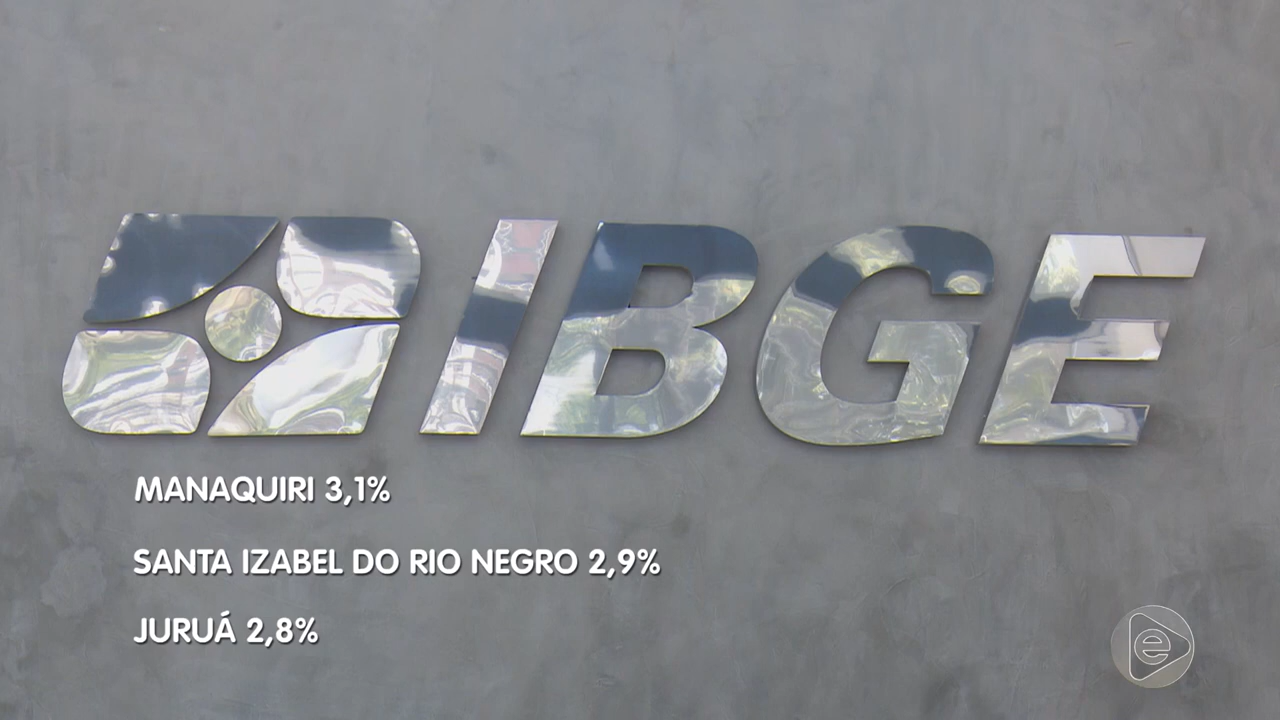 IBGE
MANAQUIRI 3,1%
SANTA IZABEL DO RIO NEGRO 2,9%
JURUÁ 2,8%
e